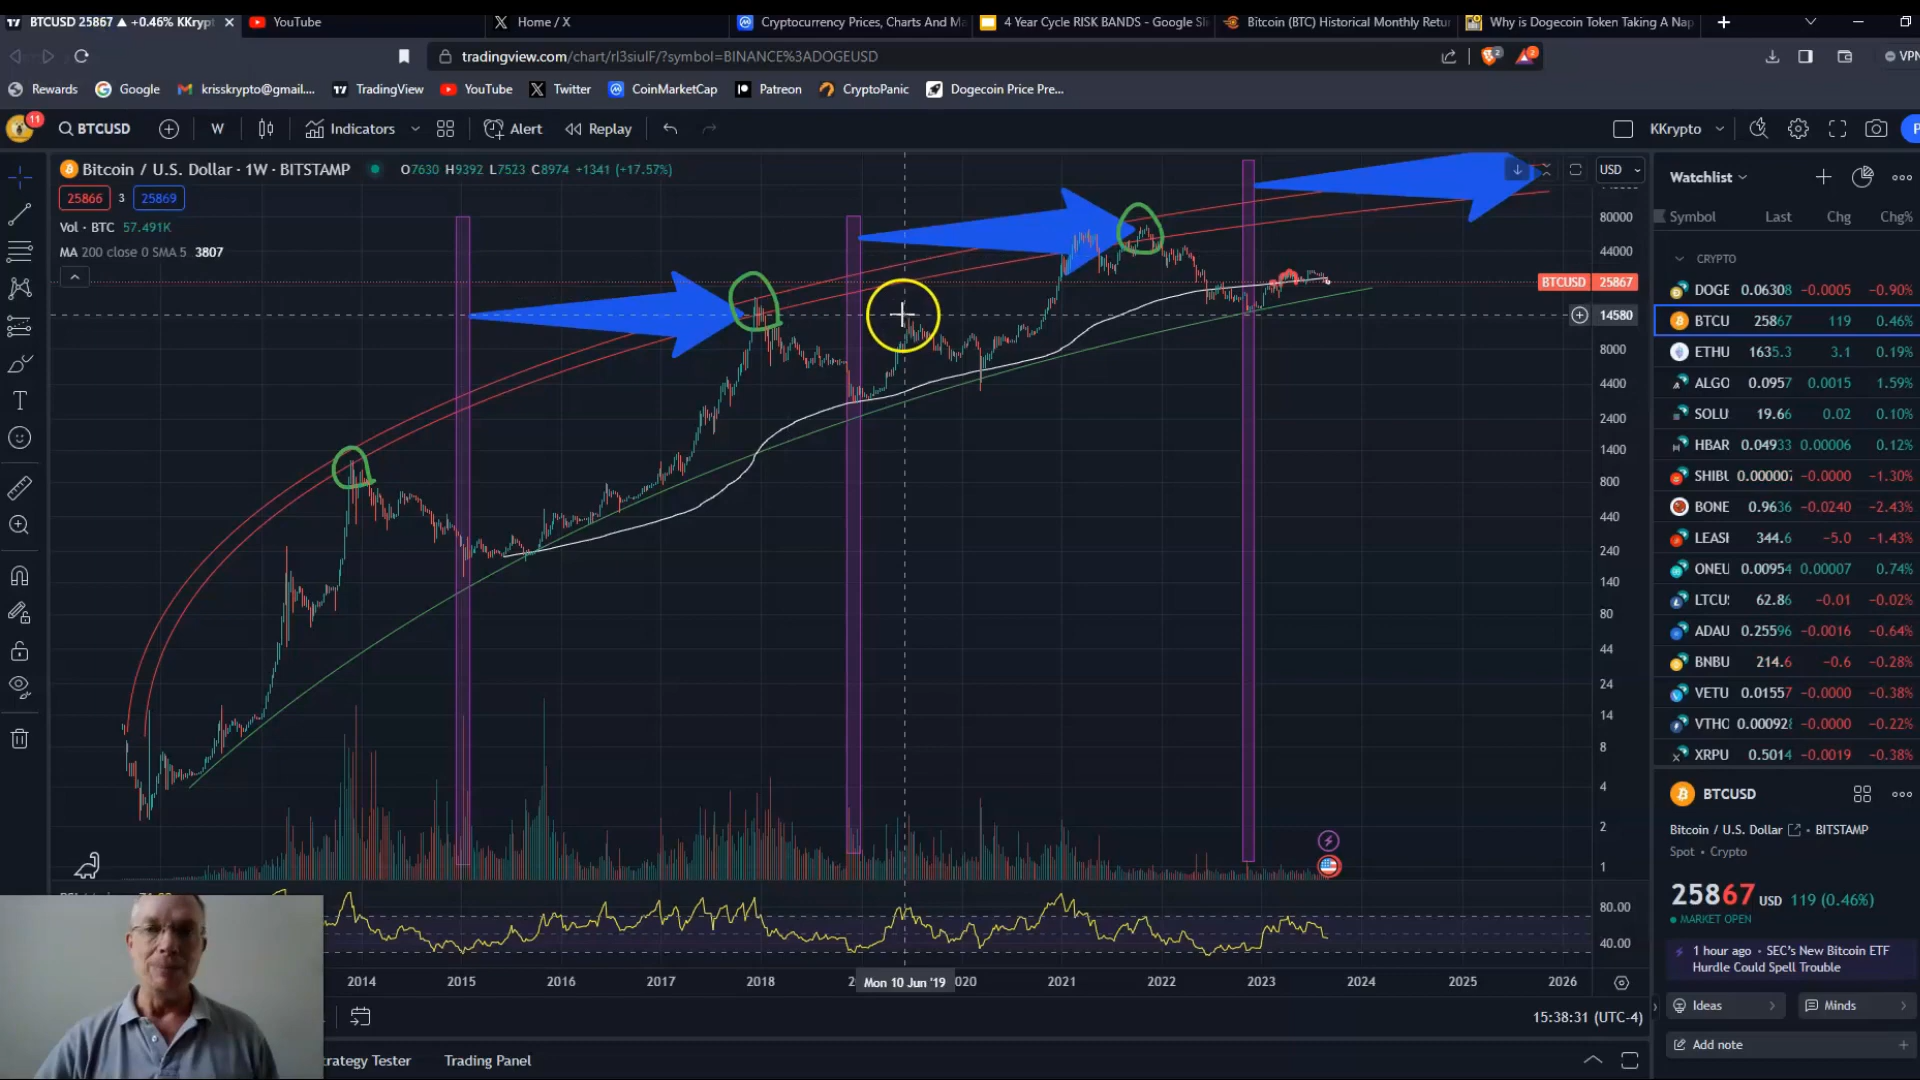 BTCUSD 25867 ▲ +0.46% KKrypt
YouTube
Home / X
Cryptocurrency Prices, Charts And Ma
4 Year Cycle RISK BANDS - Google Sl
Bitcoin (BTC) Historical Monthly Retu
Why is Dogecoin Token Taking A Nap
tradingview.com/chart/rl3siulF/?symbol=BINANCE%3ADOGEUSD
2
2
VPN
Rewards
Google
krisskrypto@gmail....
TradingView
YouTube
Twitter
CoinMarketCap
Patreon
CryptoPanic
Dogecoin Price Pre...
11
BTCUSD
W
Indicators
Alert
Replay
KKrypto
P
Bitcoin / U.S. Dollar · 1W · BITSTAMP
O7630 H9392 L7523 C8974 +1341 (+17.57%)
USD
25866
3
25869
Vol · BTC 57.491K
MA 200 close 0 SMA 5 3807
80000
44000
BTCUSD 25867
14580
8000
4400
2400
1400
800
440
240
140
80
44
24
14
8
4
2
1
80.00
40.00
2014
2015
2016
2017
2018
Mon 10 Jun '19
020
2021
2022
2023
2024
2025
2026
15:38:31 (UTC-4)
trategy Tester
Trading Panel
Watchlist
Symbol Last Chg Chg%
CRYPTO
DOGE 0.06308 -0.0005 -0.90%
BTCU 25867 119 0.46%
ETHU 1635.3 3.1 0.19%
ALGO 0.0957 0.0015 1.59%
SOLU 19.66 0.02 0.10%
HBAR 0.04933 0.00006 0.12%
SHIBU 0.000007 -0.0000 -1.30%
BONE 0.9636 -0.0240 -2.43%
LEASH 344.6 -5.0 -1.43%
ONEU 0.00954 0.00007 0.74%
LTCU 62.86 -0.01 -0.02%
ADAU 0.25596 -0.0016 -0.64%
BNBU 214.6 -0.6 -0.28%
VETU 0.01557 -0.0000 -0.38%
VTHO 0.000928 -0.0000 -0.22%
XRPU 0.5014 -0.0019 -0.38%
BTCUSD
Bitcoin / U.S. Dollar · BITSTAMP
Spot · Crypto
25867 USD 119 (0.46%)
MARKET OPEN
1 hour ago · SEC's New Bitcoin ETF
Hurdle Could Spell Trouble
Ideas
Minds
Add note